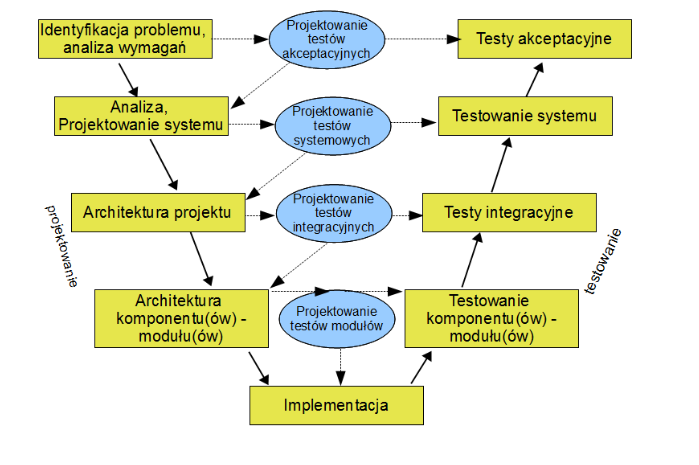 Identyfikacja problemu,
analiza wymagań
Projektowanie
testów
akceptacyjnych
Testy akceptacyjne
Analiza,
Projektowanie systemu
Projektowanie
testów
systemowych
Testowanie systemu
Architektura projektu
Projektowanie
testów
integracyjnych
Testy integracyjne
projektowanie
testowanie
Architektura
komponentu(ów) -
modułu(ów)
Projektowanie
testów modułów
Testowanie
komponentu(ów) -
modułu(ów)
Implementacja